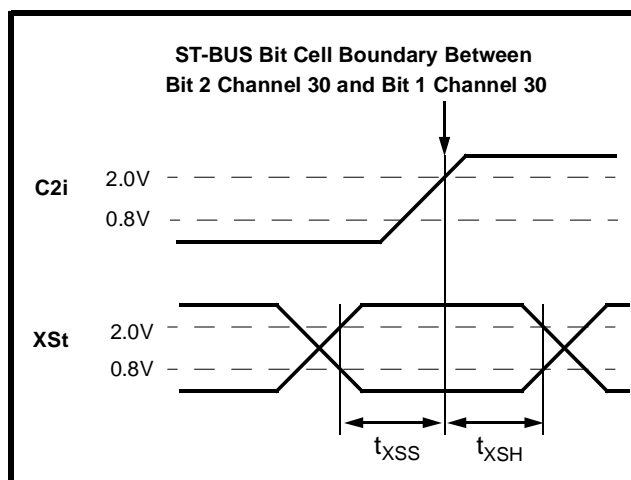 ST-BUS Bit Cell Boundary Between
Bit 2 Channel 30 and Bit 1 Channel 30
C2i
2.0V
0.8V
XSt
2.0V
0.8V
tXSS
tXSH